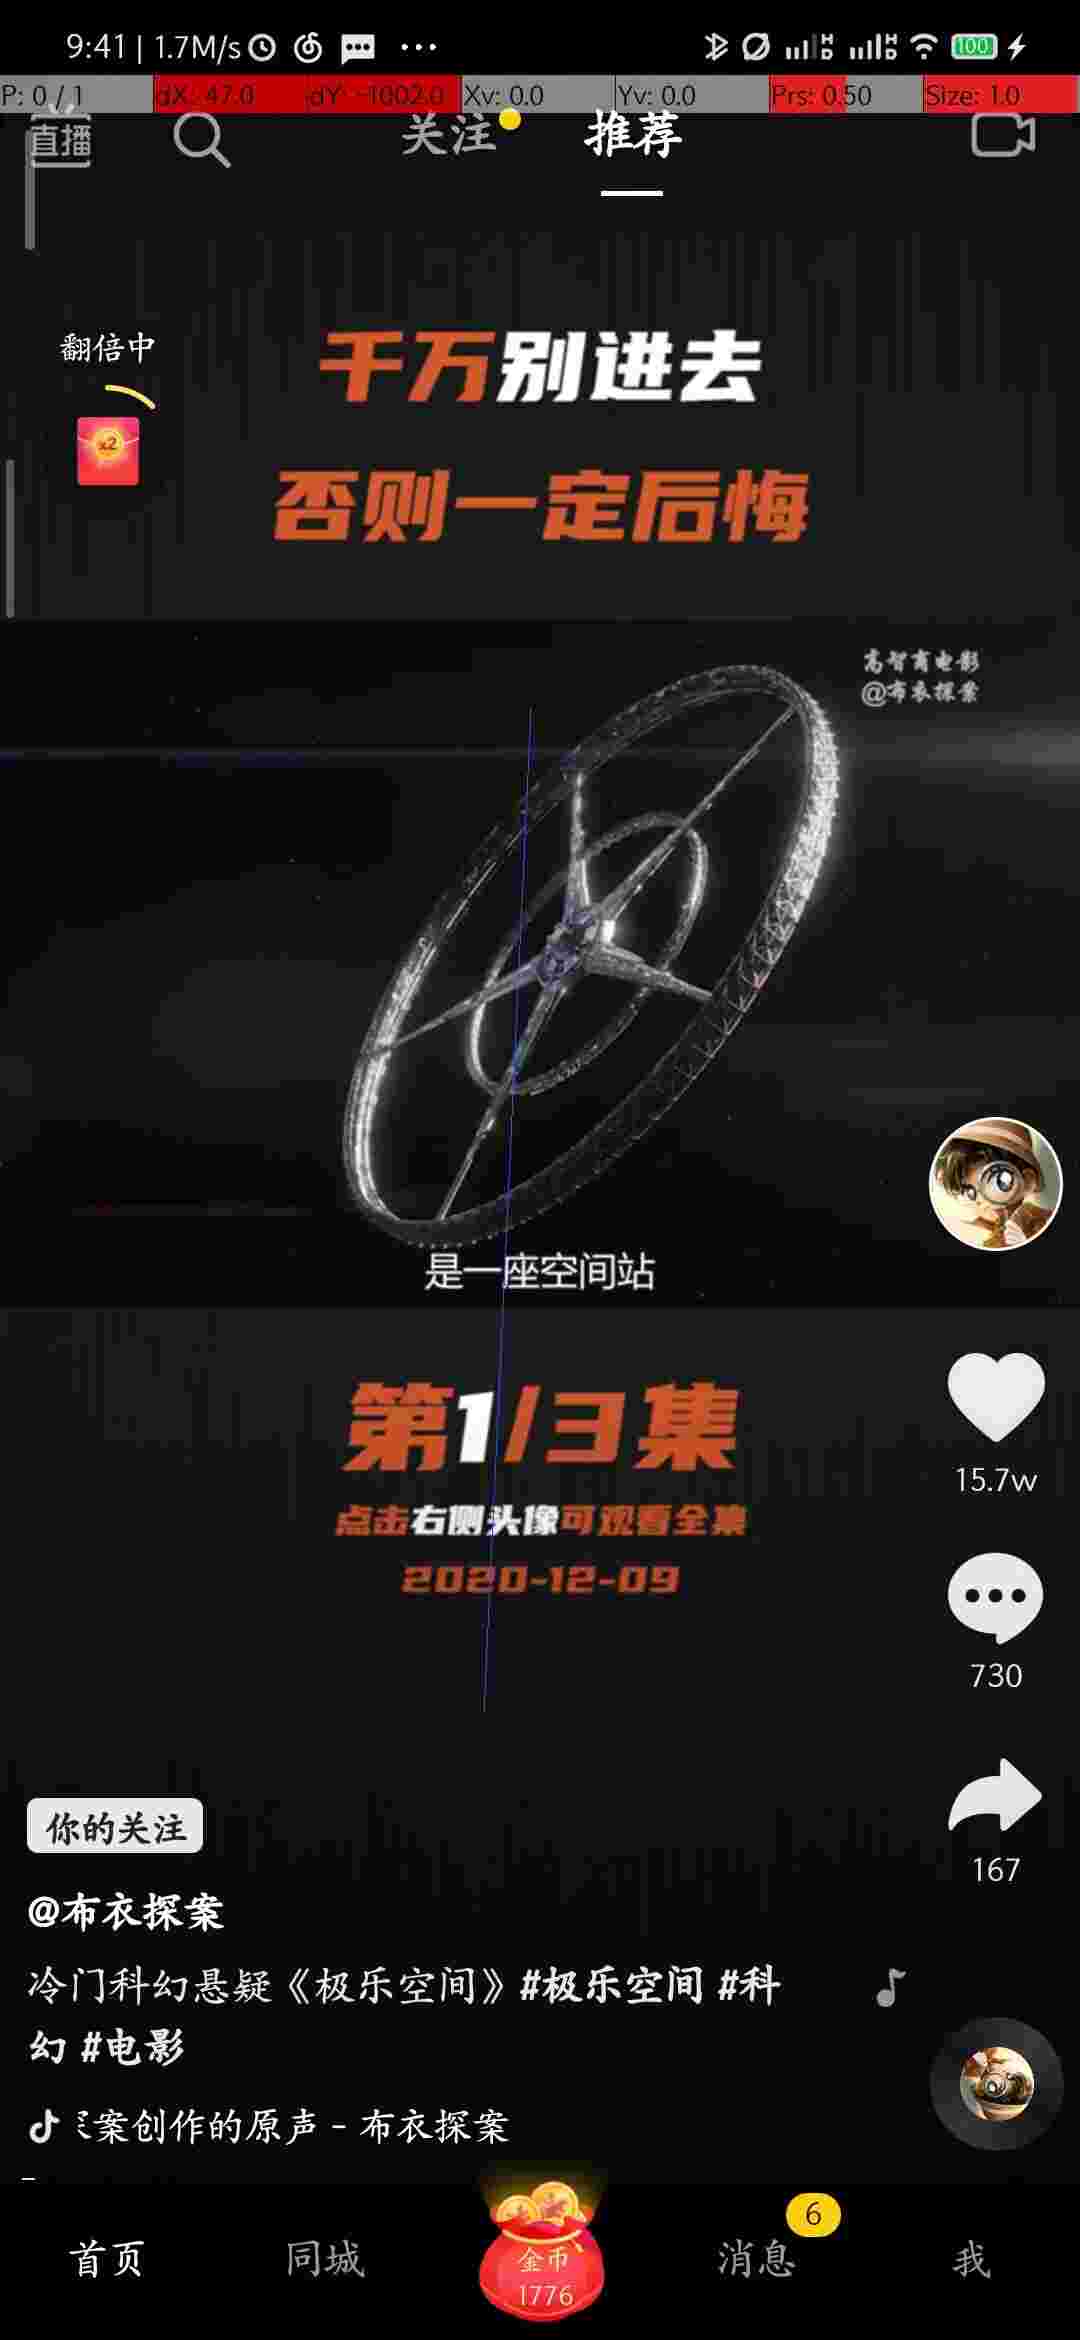 9:41 | 1.7M/s
100
P: 0 / 1
dX: 47.0
dY: -1002.0
Xv: 0.0
Yv: 0.0
Prs: 0.50
Size: 1.0
直播
关注
推荐
翻倍中
x2
千万别进去
否则一定后悔
高智商电影
@布衣探案
是一座空间站
第1/3集
点击右侧头像可观看全集
2020-12-09
15.7w
730
167
你的关注
@布衣探案
冷门科幻悬疑《极乐空间》#极乐空间 #科
幻 #电影
案创作的原声 - 布衣探案
首页
同城
金币
1776
消息
6
我